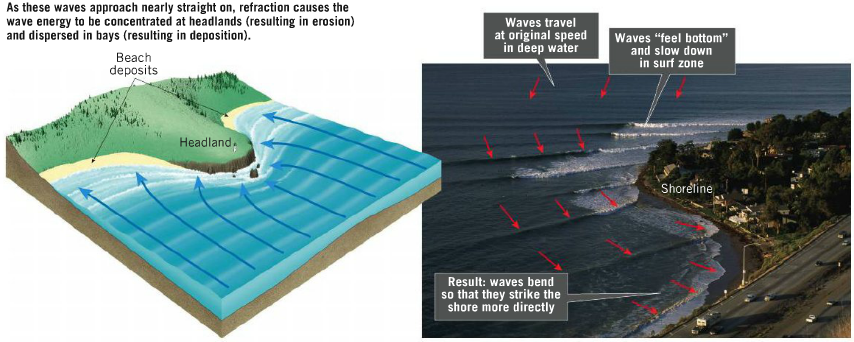 As these waves approach nearly straight on, refraction causes the
wave energy to be concentrated at headlands (resulting in erosion)
and dispersed in bays (resulting in deposition).
Beach
deposits
Headland
Waves travel
at original speed
in deep water
Waves “feel bottom”
and slow down
in surf zone
Shoreline
Result: waves bend
so that they strike the
shore more directly